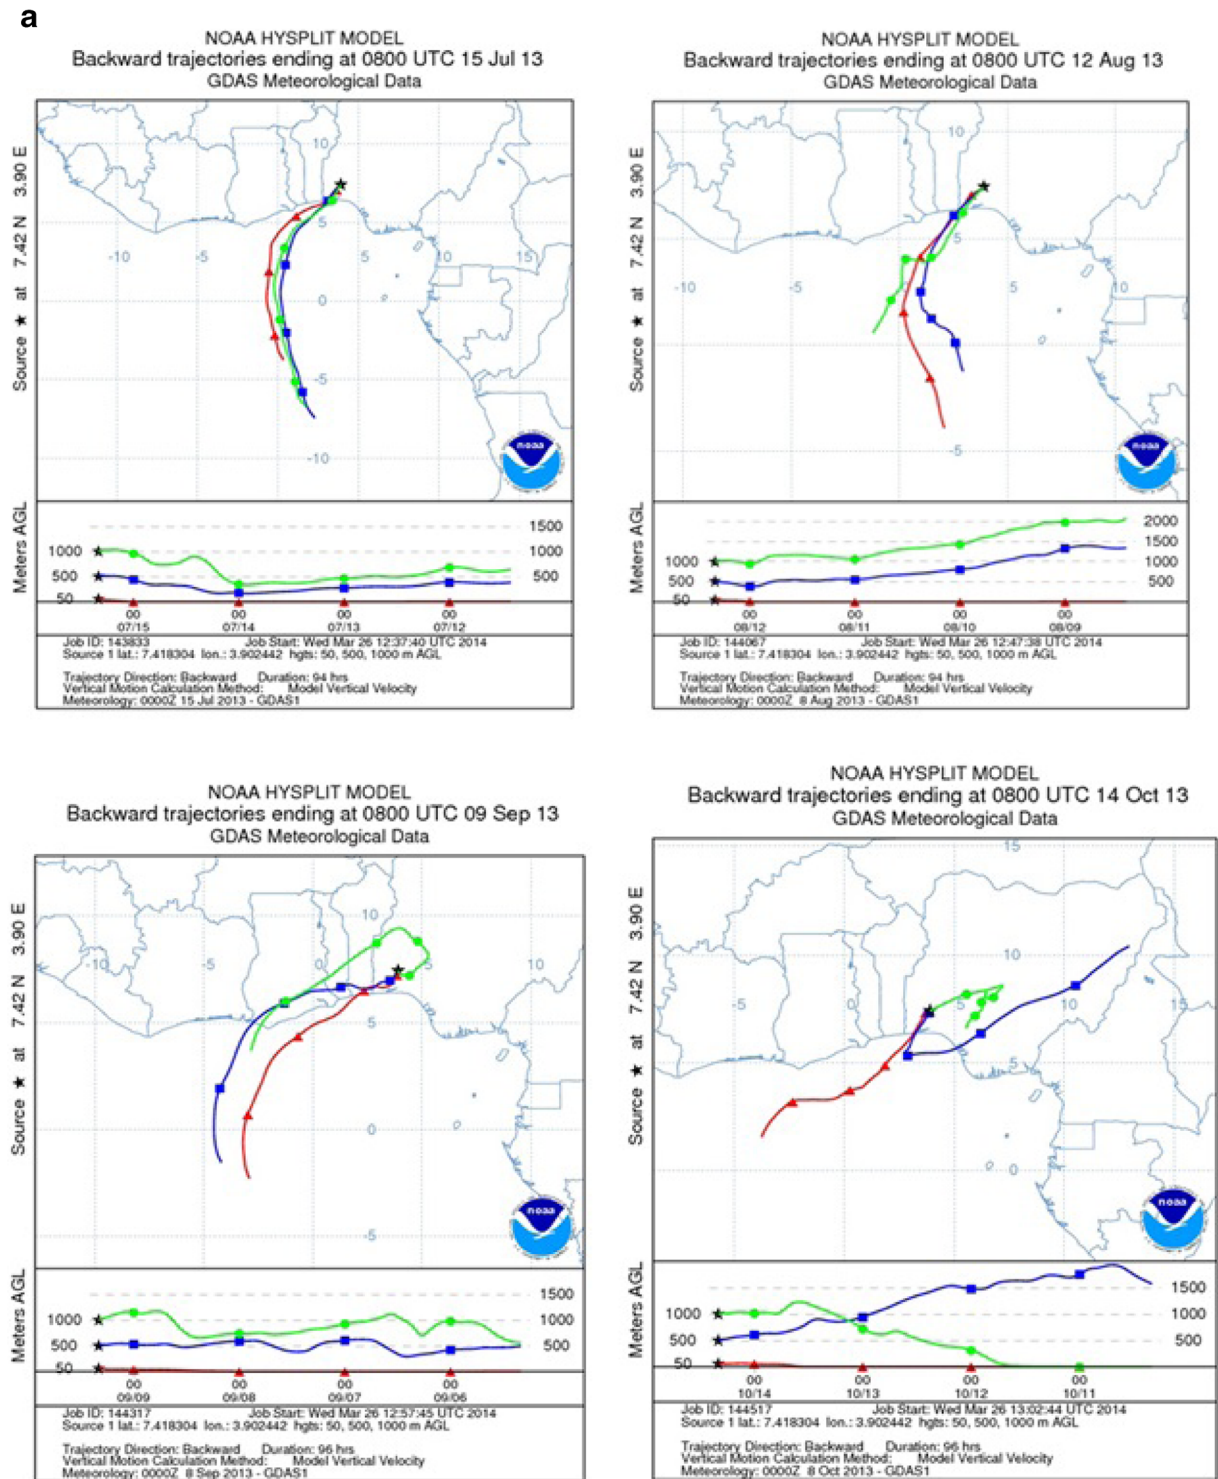 a
NOAA HYSPLIT MODEL
Backward trajectories ending at 0800 UTC 15 Jul 13
GDAS Meteorological Data
Source ★ at 7.42 N 3.90 E
10
5
-10
-5
5
10
15
0
-5
-10
noaa
Meters AGL
1500
1000
1000
500
500
50
00
00
00
00
07/15
07/14
07/13
07/12
Job ID: 143833 Job Start: Wed Mar 26 12:37:40 UTC 2014
Source 1 lat.: 7.418304 lon.: 3.902442 hgts: 50, 500, 1000 m AGL
Trajectory Direction: Backward Duration: 94 hrs
Vertical Motion Calculation Method: Model Vertical Velocity
Meteorology: 0000Z 15 Jul 2013 - GDAS1
NOAA HYSPLIT MODEL
Backward trajectories ending at 0800 UTC 12 Aug 13
GDAS Meteorological Data
Source ★ at 7.42 N 3.90 E
10
5
-10
-5
5
10
-5
noaa
Meters AGL
2000
1500
1000
1000
500
500
50
00
00
00
00
08/12
08/11
08/10
08/09
Job ID: 144067 Job Start: Wed Mar 26 12:47:38 UTC 2014
Source 1 lat.: 7.418304 lon.: 3.902442 hgts: 50, 500, 1000 m AGL
Trajectory Direction: Backward Duration: 94 hrs
Vertical Motion Calculation Method: Model Vertical Velocity
Meteorology: 0000Z 8 Aug 2013 - GDAS1
NOAA HYSPLIT MODEL
Backward trajectories ending at 0800 UTC 09 Sep 13
GDAS Meteorological Data
Source ★ at 7.42 N 3.90 E
10
-10
-5
0
5
10
5
0
-5
noaa
Meters AGL
1500
1000
1000
500
500
50
00
00
00
00
09/09
09/08
09/07
09/06
Job ID: 144317 Job Start: Wed Mar 26 12:57:45 UTC 2014
Source 1 lat.: 7.418304 lon.: 3.902442 hgts: 50, 500, 1000 m AGL
Trajectory Direction: Backward Duration: 96 hrs
Vertical Motion Calculation Method: Model Vertical Velocity
Meteorology: 0000Z 8 Sep 2013 - GDAS1
NOAA HYSPLIT MODEL
Backward trajectories ending at 0800 UTC 14 Oct 13
GDAS Meteorological Data
Source ★ at 7.42 N 3.90 E
15
10
-5
0
5
10
15
5
0
noaa
Meters AGL
1500
1000
1000
500
500
50
00
00
00
00
10/14
10/13
10/12
10/11
Job ID: 144517 Job Start: Wed Mar 26 13:02:44 UTC 2014
Source 1 lat.: 7.418304 lon.: 3.902442 hgts: 50, 500, 1000 m AGL
Trajectory Direction: Backward Duration: 96 hrs
Vertical Motion Calculation Method: Model Vertical Velocity
Meteorology: 0000Z 8 Oct 2013 - GDAS1